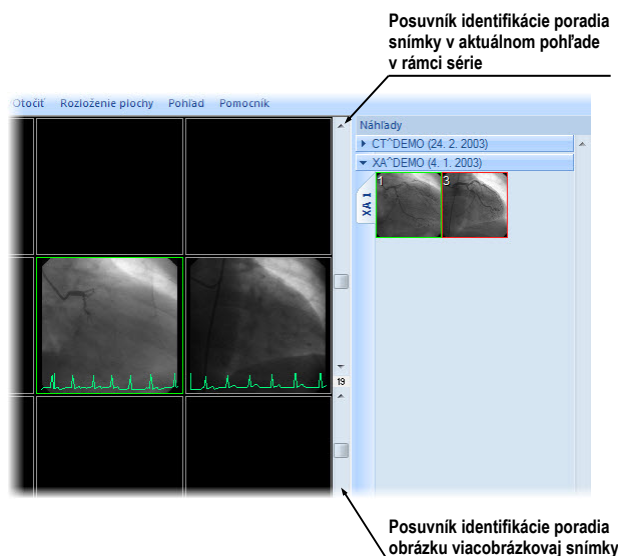 Posuvník identifikácie poradia
snímky v aktuálnom pohľade
v rámci série
Otočiť Rozloženie plochy Pohľad Pomocník
Náhľady
CT^DEMO (24. 2. 2003)
XA^DEMO (4. 1. 2003)
XA 1
1 3
19
Posuvník identifikácie poradia
obrázku viacobrázkovaj snímky